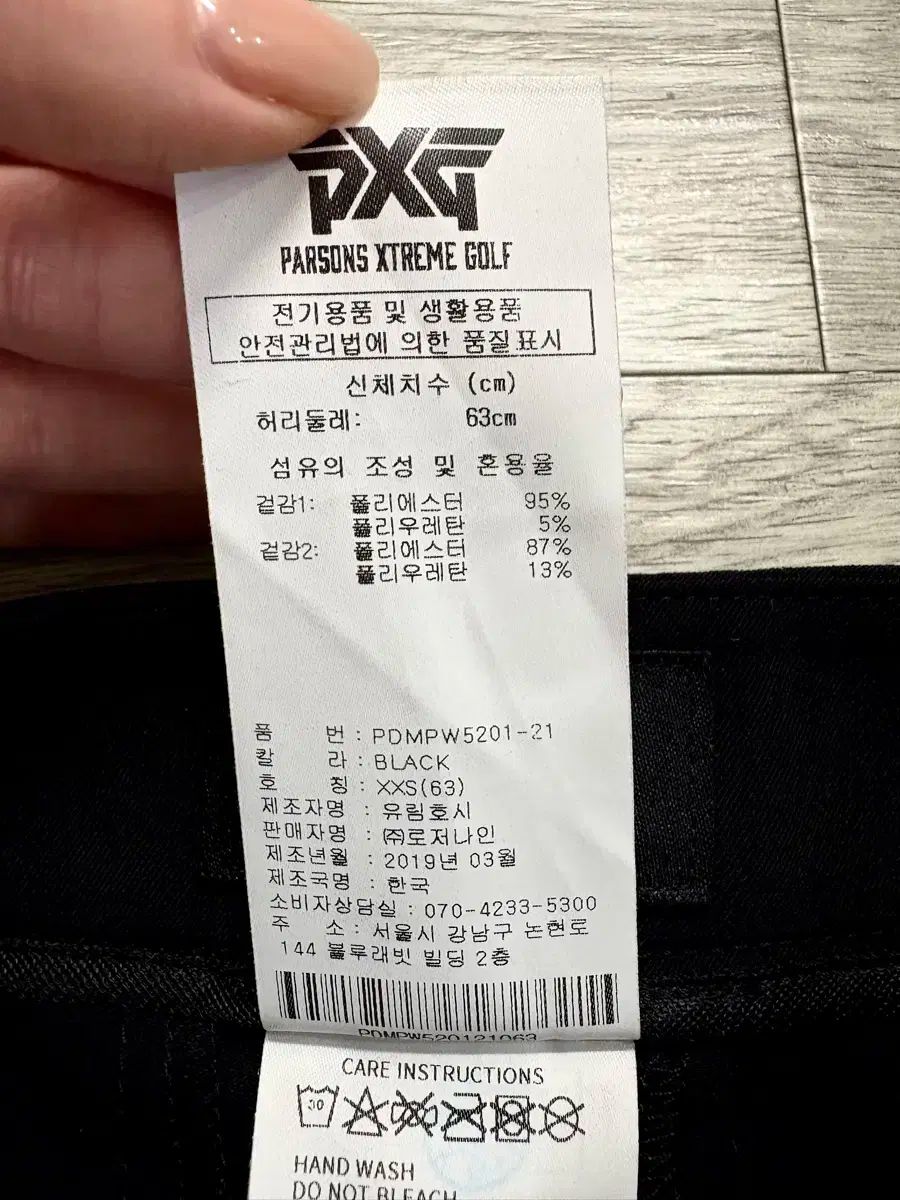 PXG
PARSONS XTREME GOLF
전기용품 및 생활용품
안전관리법에 의한 품질표시
신체치수 (cm)
허리둘레: 63cm
섬유의 조성 및 혼용율
겉감1: 폴리에스터 95%
폴리우레탄 5%
겉감2: 폴리에스터 87%
폴리우레탄 13%
품 번 : PDMPW5201-21
칼 라 : BLACK
호 칭 : XXS(63)
제조자명 : 유림호시
판매자명 : ㈜로저나인
제조년월 : 2019년 03월
제조국명 : 한국
소비자상담실 : 070-4233-5300
주 소 : 서울시 강남구 논현로
144 블루래빗 빌딩 2층
PDMPW520121063
CARE INSTRUCTIONS
30
HAND WASH
DO NOT BLEACH